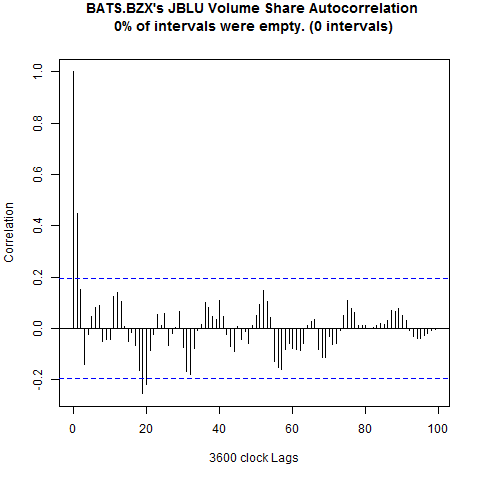 BATS.BZX's JBLU Volume Share Autocorrelation
0% of intervals were empty. (0 intervals)
Correlation
1.0
0.8
0.6
0.4
0.2
0.0
-0.2
0 20 40 60 80 100
3600 clock Lags